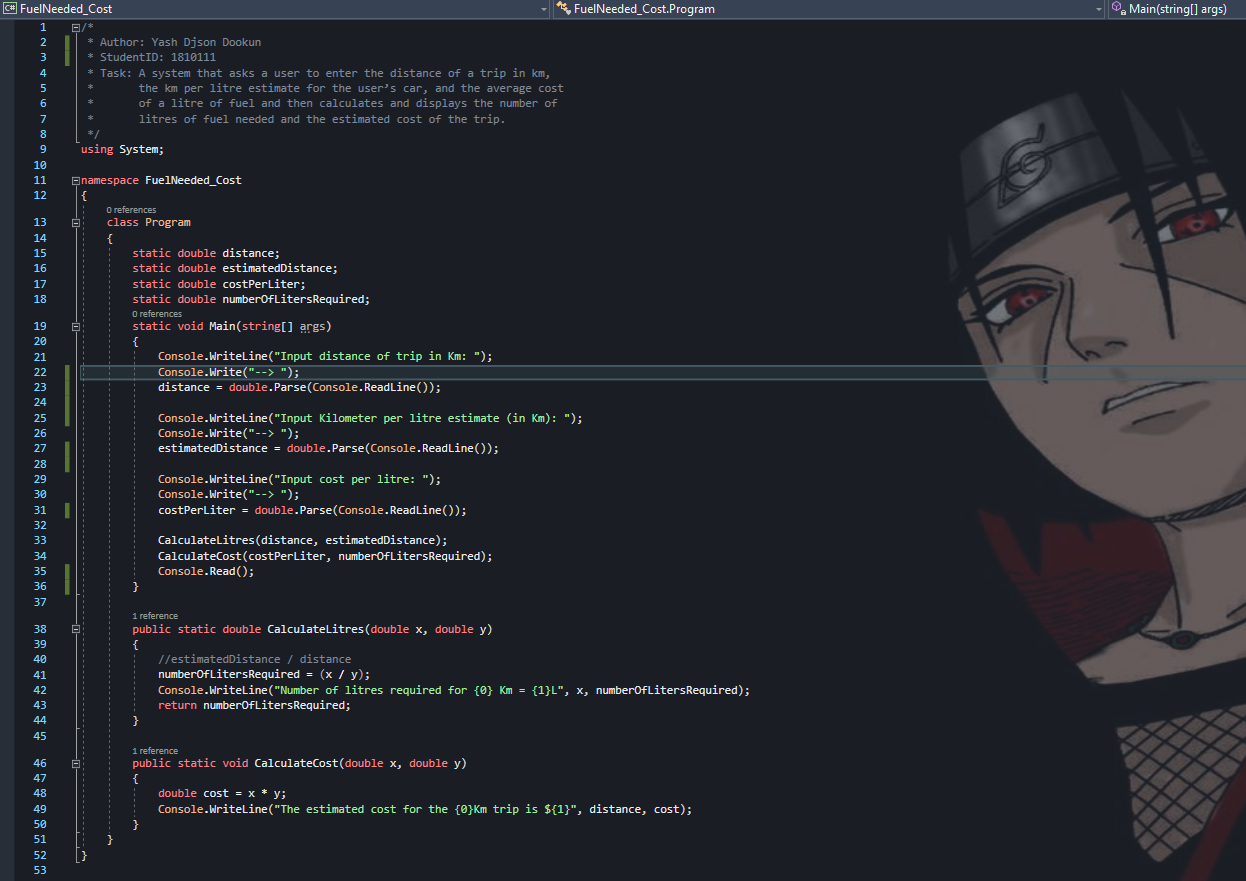 FuelNeeded_Cost FuelNeeded_Cost.Program Main(string[] args)
1 /*
2 * Author: Yash Djson Dookun
3 * StudentID: 1810111
4 * Task: A system that asks a user to enter the distance of a trip in km,
5 * the km per litre estimate for the user’s car, and the average cost
6 * of a litre of fuel and then calculates and displays the number of
7 * litres of fuel needed and the estimated cost of the trip.
8 */
9 using System;
10
11 namespace FuelNeeded_Cost
12 {
0 references
13 class Program
14 {
15 static double distance;
16 static double estimatedDistance;
17 static double costPerLiter;
18 static double numberOfLitersRequired;
0 references
19 static void Main(string[] args)
20 {
21 Console.WriteLine("Input distance of trip in Km: ");
22 Console.Write("--> ");
23 distance = double.Parse(Console.ReadLine());
24
25 Console.WriteLine("Input Kilometer per litre estimate (in Km): ");
26 Console.Write("--> ");
27 estimatedDistance = double.Parse(Console.ReadLine());
28
29 Console.WriteLine("Input cost per litre: ");
30 Console.Write("--> ");
31 costPerLiter = double.Parse(Console.ReadLine());
32
33 CalculateLitres(distance, estimatedDistance);
34 CalculateCost(costPerLiter, numberOfLitersRequired);
35 Console.Read();
36 }
37
1 reference
38 public static double CalculateLitres(double x, double y)
39 {
40 //estimatedDistance / distance
41 numberOfLitersRequired = (x / y);
42 Console.WriteLine("Number of litres required for {0} Km = {1}L", x, numberOfLitersRequired);
43 return numberOfLitersRequired;
44 }
45
1 reference
46 public static void CalculateCost(double x, double y)
47 {
48 double cost = x * y;
49 Console.WriteLine("The estimated cost for the {0}Km trip is ${1}", distance, cost);
50 }
51 }
52 }
53